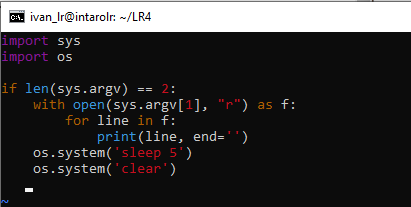 C:\. ivan_lr@intarolr: ~/LR4
import sys
import os

if len(sys.argv) == 2:
    with open(sys.argv[1], "r") as f:
        for line in f:
            print(line, end='')
    os.system('sleep 5')
    os.system('clear')

~